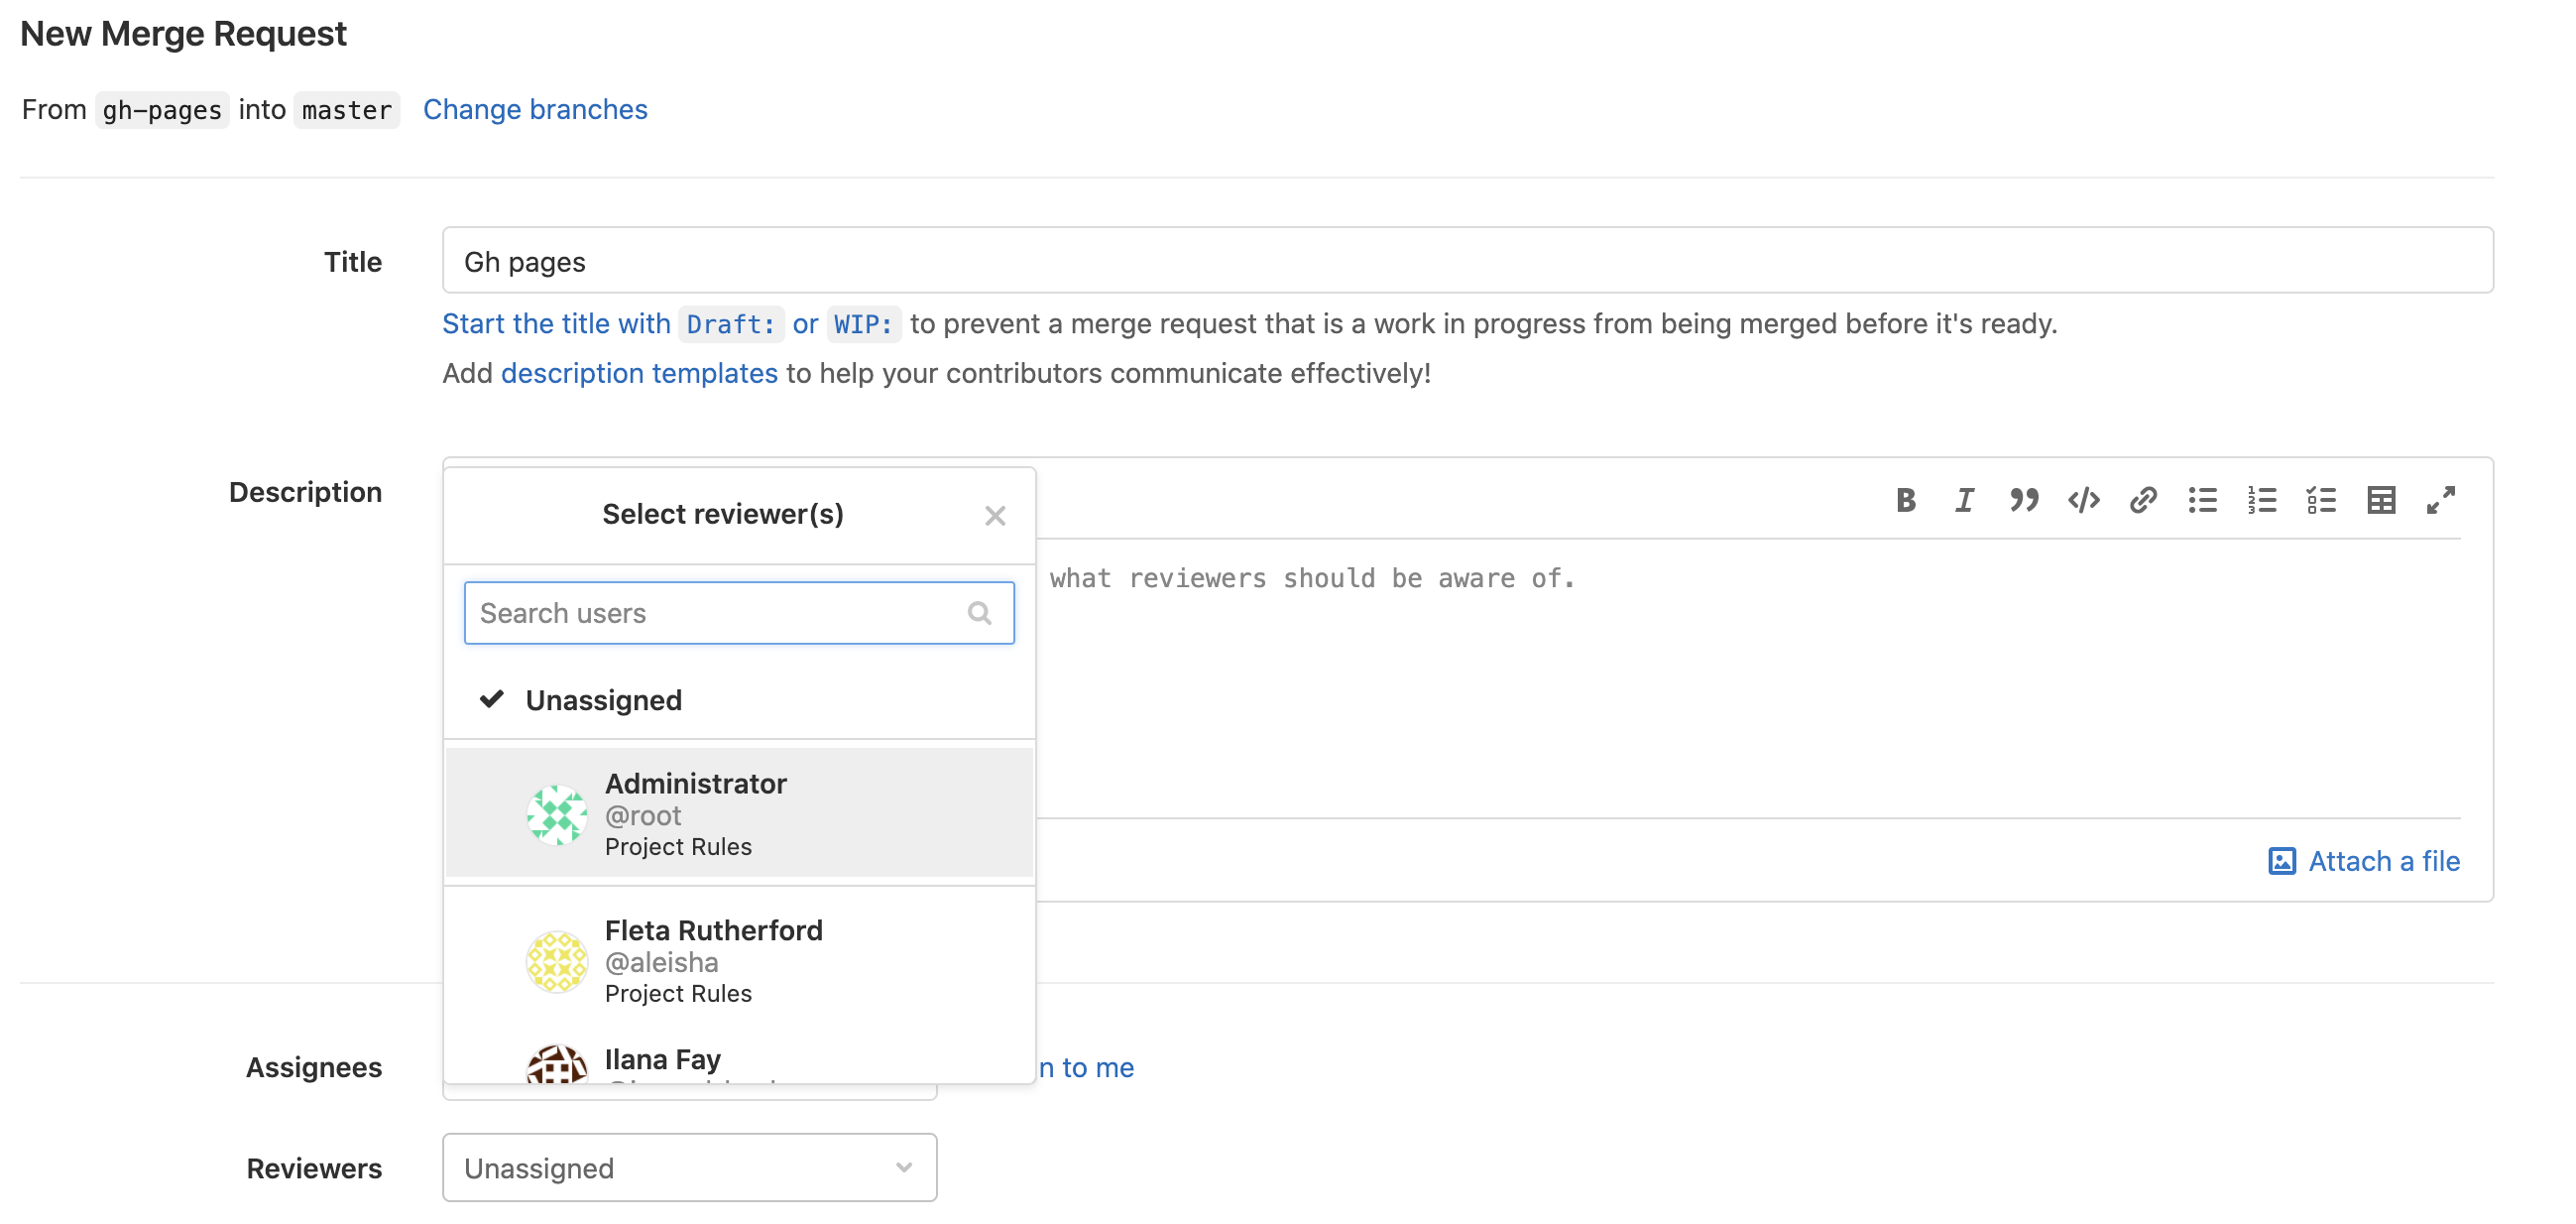 New Merge Request
From gh-pages into master Change branches
Title
Gh pages
Start the title with Draft: or WIP: to prevent a merge request that is a work in progress from being merged before it's ready.
Add description templates to help your contributors communicate effectively!
Description
Select reviewer(s)
what reviewers should be aware of.
Search users
Unassigned
Administrator
@root
Project Rules
Attach a file
Fleta Rutherford
@aleisha
Project Rules
Ilana Fay
Assignees
n to me
Reviewers
Unassigned